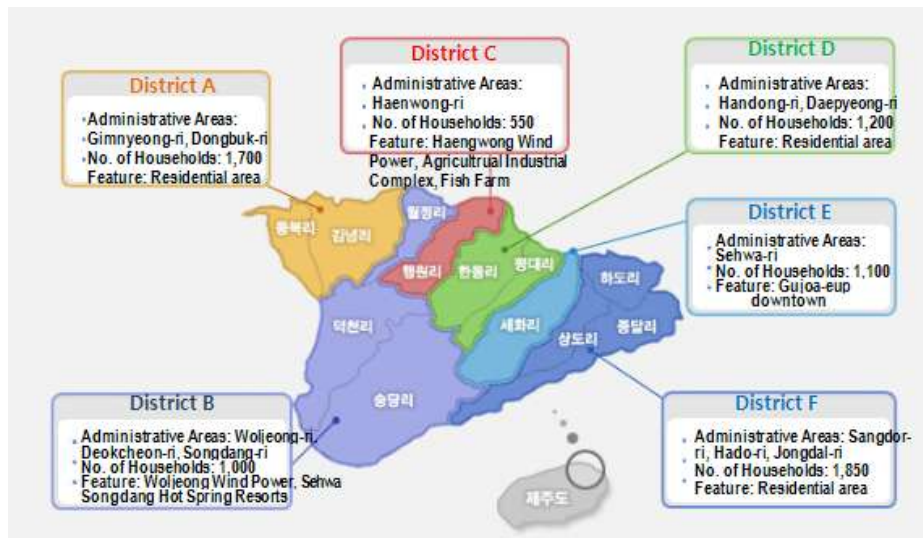 District A
Administrative Areas:
Gimnyeong-ri, Dongbuk-ri
No. of Households: 1,700
Feature: Residential area
District C
Administrative Areas:
Haenwong-ri
No. of Households: 550
Feature: Haengwong Wind
Power, Agricultrual Industrial
Complex, Fish Farm
District D
Administrative Areas:
Handong-ri, Daepyeong-ri
No. of Households: 1,200
Feature: Residential area
District E
Administrative Areas:
Sehwa-ri
No. of Households: 1,100
Feature: Gujoa-eup
downtown
월정리
동복리
김녕리
행원리
한동리
평대리
하도리
덕천리
세화리
상도리
종달리
송당리
District B
Administrative Areas: Woljeong-ri,
Deokcheon-ri, Songdang-ri
No. of Households: 1,000
Feature: Woljeong Wind Power, Sehwa
Songdang Hot Spring Resorts
District F
Administrative Areas: Sangdor-
ri, Hado-ri, Jongdal-ri
No. of Households: 1,850
Feature: Residential area
제주도